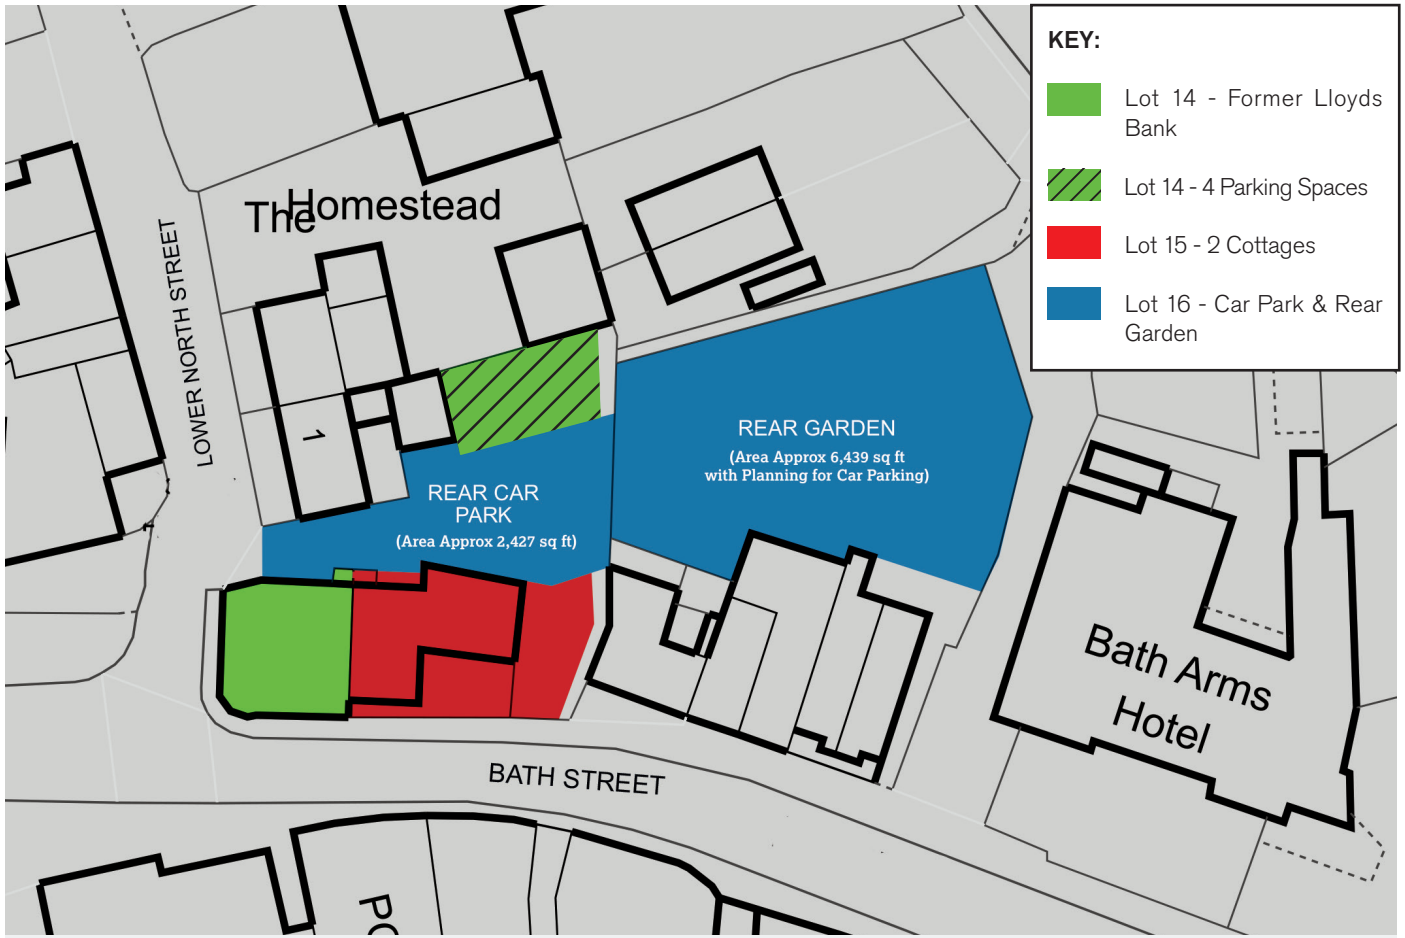 KEY:
Lot 14 - Former Lloyds
Bank
Lot 14 - 4 Parking Spaces
Lot 15 - 2 Cottages
Lot 16 - Car Park & Rear
Garden
The Homestead
LOWER NORTH STREET
1
REAR GARDEN
(Area Approx 6,439 sq ft
with Planning for Car Parking)
REAR CAR
PARK
(Area Approx 2,427 sq ft)
Bath Arms
Hotel
BATH STREET